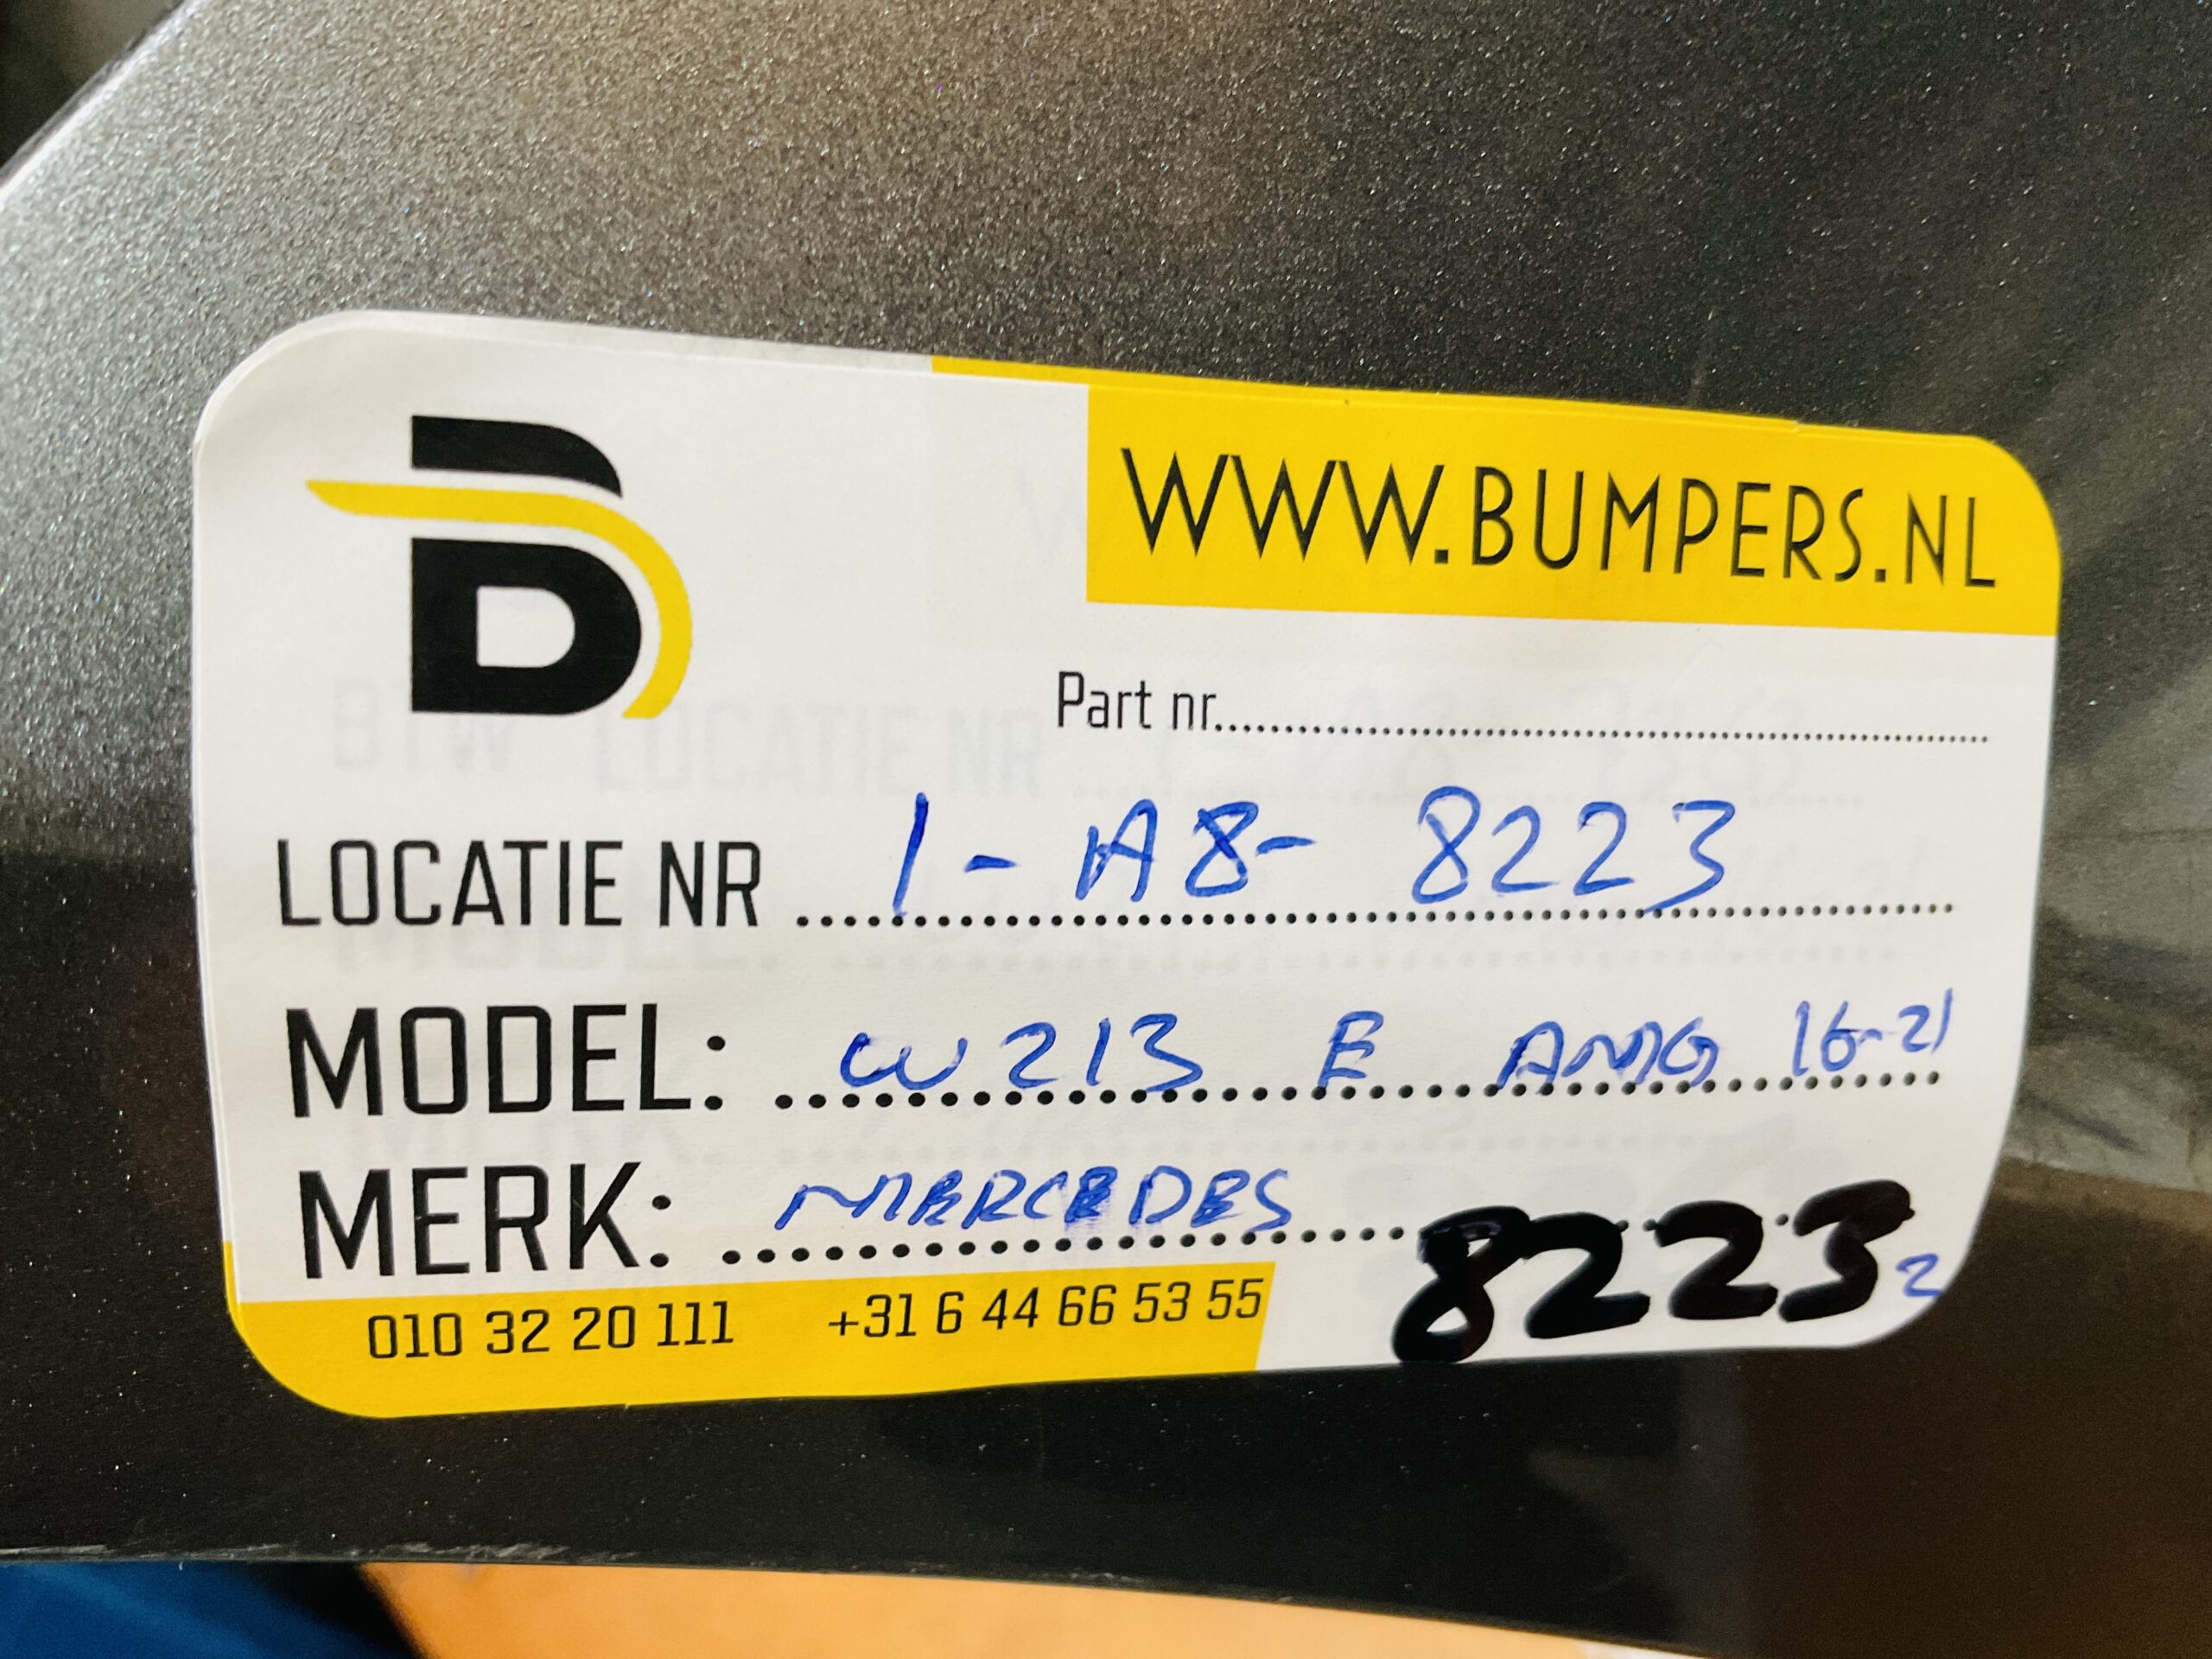 B
WWW.BUMPERS.NL
Part nr.................................................
LOCATIE NR 1 - A8 - 8223
MODEL: W213 E AMG 16-21
MERK: MERCEDES
8223 2
010 32 20 111 +31 6 44 66 53 55